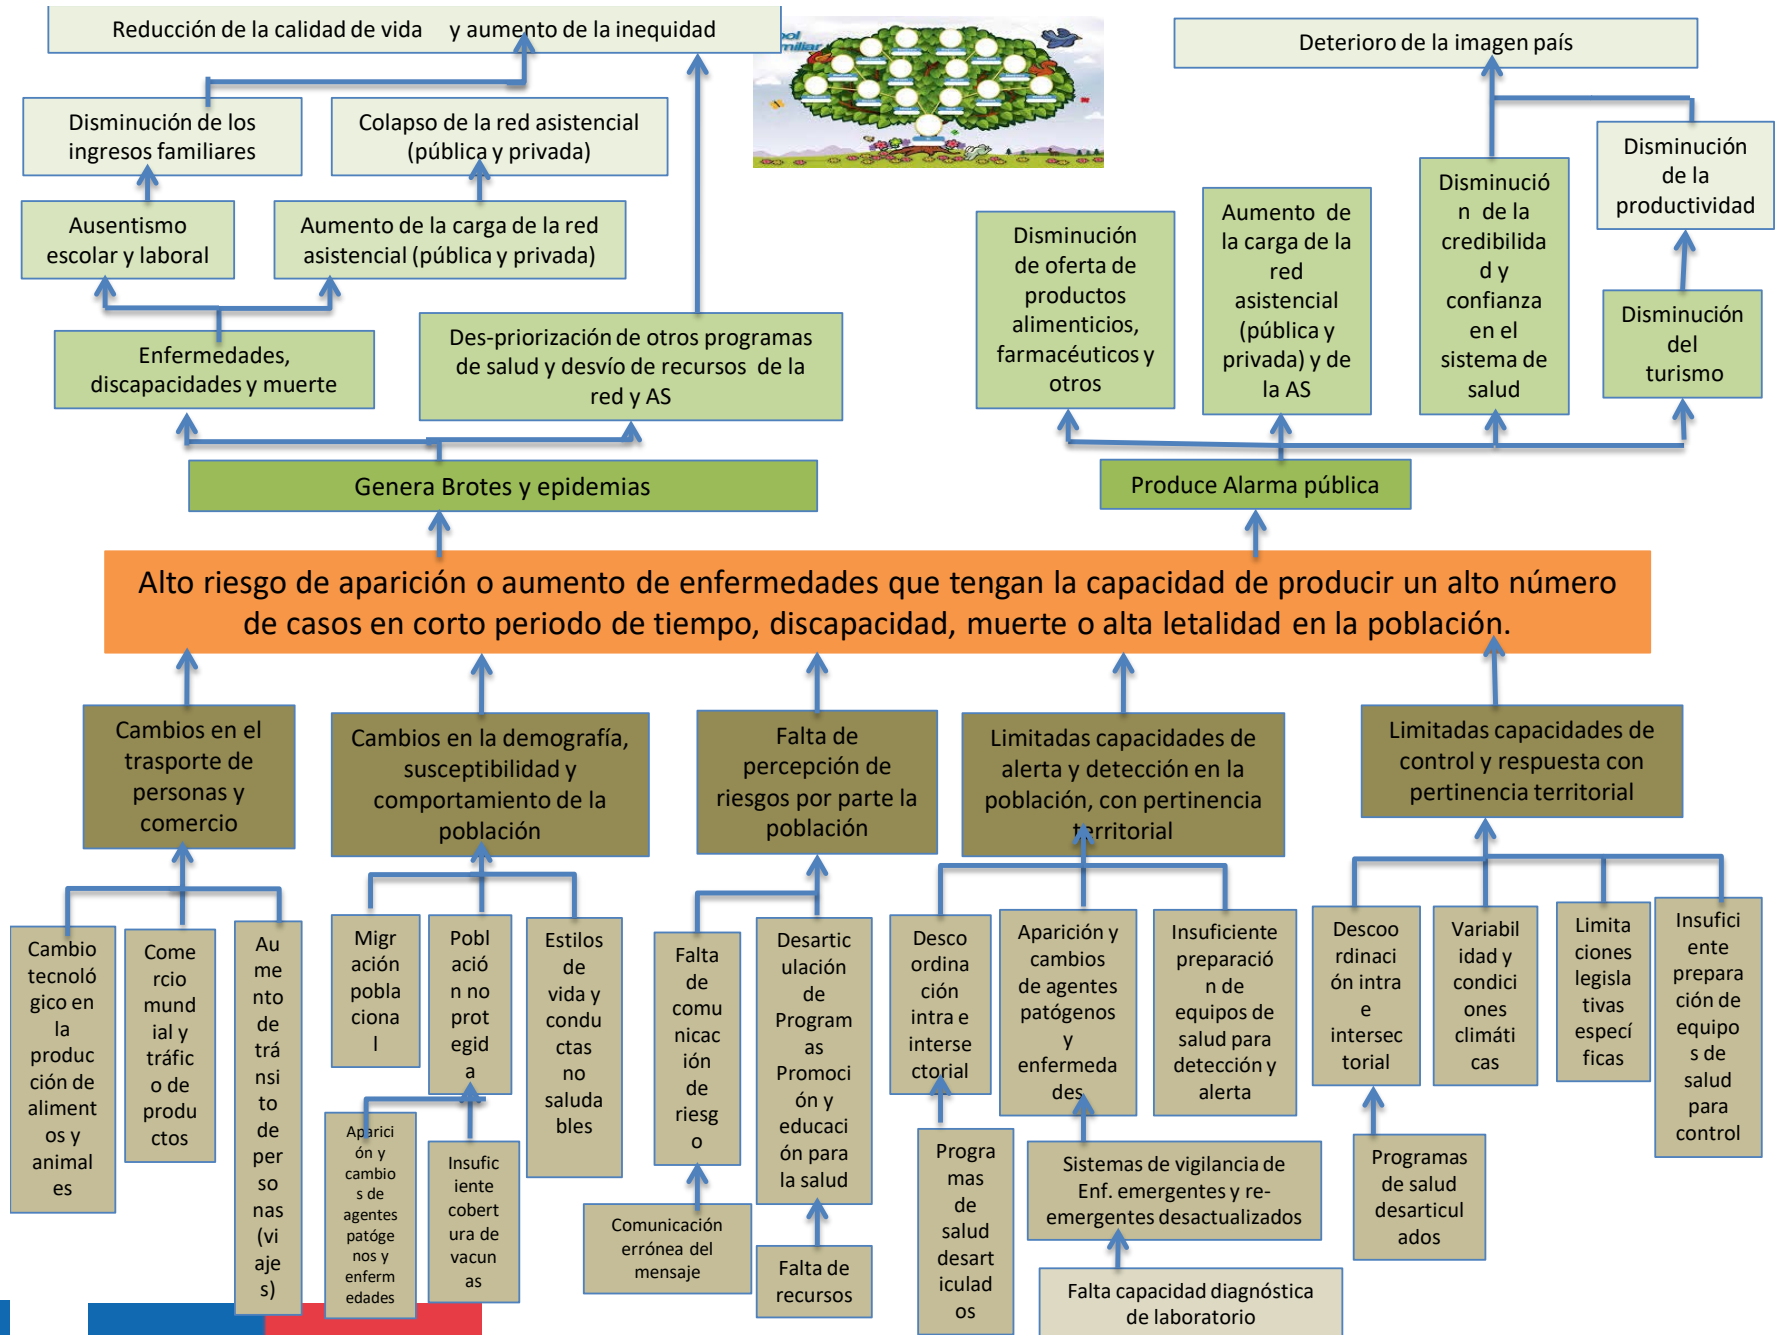 Reducción de la calidad de vida y aumento de la inequidad
Deterioro de la imagen país
Disminución de los
ingresos familiares
Colapso de la red asistencial
(pública y privada)
Disminución
de la
productividad
Ausentismo
escolar y laboral
Aumento de la carga de la red
asistencial (pública y privada)
Disminución
de oferta de
productos
alimenticios,
farmacéuticos y
otros
Aumento de
la carga de la
red
asistencial
(pública y
privada) y de
la AS
Disminució
n de la
credibilida
d y
confianza
en el
sistema de
salud
Disminución
del
turismo
Enfermedades,
discapacidades y muerte
Des-priorización de otros programas
de salud y desvío de recursos de la
red y AS
Genera Brotes y epidemias
Produce Alarma pública
Alto riesgo de aparición o aumento de enfermedades que tengan la capacidad de producir un alto número
de casos en corto periodo de tiempo, discapacidad, muerte o alta letalidad en la población.
Cambios en el
trasporte de
personas y
comercio
Cambios en la demografía,
susceptibilidad y
comportamiento de la
población
Falta de
percepción de
riesgos por parte la
población
Limitadas capacidades de
alerta y detección en la
población, con pertinencia
territorial
Limitadas capacidades de
control y respuesta con
pertinencia territorial
Cambio
tecnoló
gico en
la
produc
ción de
aliment
os y
animal
es
Come
rcio
mund
ial y
tráfic
o de
produ
ctos
Au
me
nto
de
trá
nsi
to
de
per
so
nas
(vi
aje
s)
Migr
ación
pobla
ciona
l
Pobl
ació
n no
prot
egid
a
Estilos
de
vida y
condu
ctas
no
saluda
bles
Falta
de
comu
nicac
ión
de
riesg
o
Desartic
ulación
de
Program
as
Promoci
ón y
educaci
ón para
la salud
Desco
ordina
ción
intra e
interse
ctorial
Aparición y
cambios
de agentes
patógenos
y
enfermeda
des
Insuficiente
preparació
n de
equipos de
salud para
detección y
alerta
Descoo
rdinaci
ón intra
e
intersec
torial
Variabil
idad y
condici
ones
climáti
cas
Limita
ciones
legisla
tivas
especí
ficas
Insufici
ente
prepara
ción de
equipo
s de
salud
para
control
Aparici
ón y
cambio
s de
agentes
patóge
nos y
enferm
edades
Insufic
iente
cobert
ura de
vacun
as
Comunicación
errónea del
mensaje
Falta de
recursos
Progra
mas
de
salud
desart
iculad
os
Sistemas de vigilancia de
Enf. emergentes y re-
emergentes desactualizados
Programas
de salud
desarticul
ados
Falta capacidad diagnóstica
de laboratorio